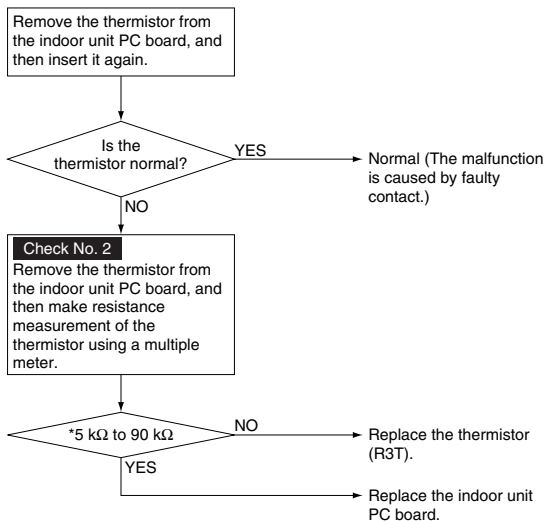 Remove the thermistor from
the indoor unit PC board, and
then insert it again.
Is the
thermistor normal?
YES
Normal (The malfunction
is caused by faulty
contact.)
NO
Check No. 2
Remove the thermistor from
the indoor unit PC board, and
then make resistance
measurement of the
thermistor using a multiple
meter.
*5 kΩ to 90 kΩ
NO
Replace the thermistor
(R3T).
YES
Replace the indoor unit
PC board.